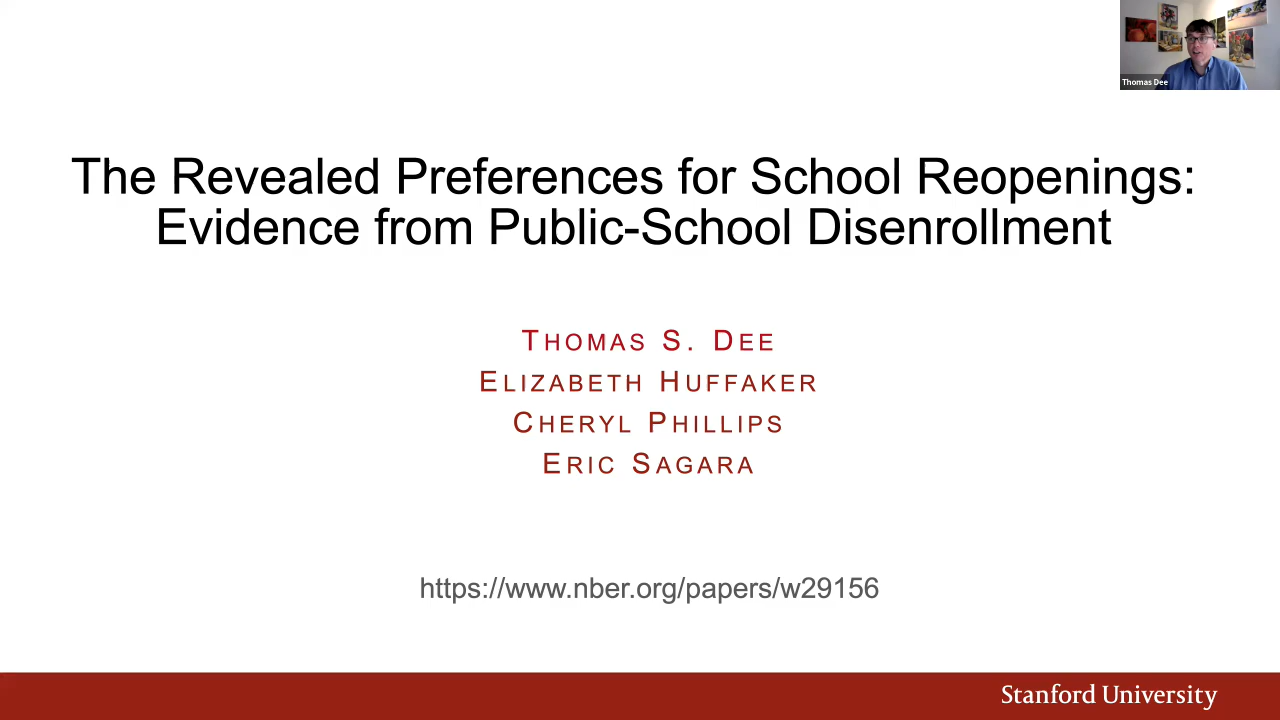 Thomas Dee
The Revealed Preferences for School Reopenings:
Evidence from Public-School Disenrollment
THOMAS S. DEE
ELIZABETH HUFFAKER
CHERYL PHILLIPS
ERIC SAGARA
https://www.nber.org/papers/w29156
Stanford University